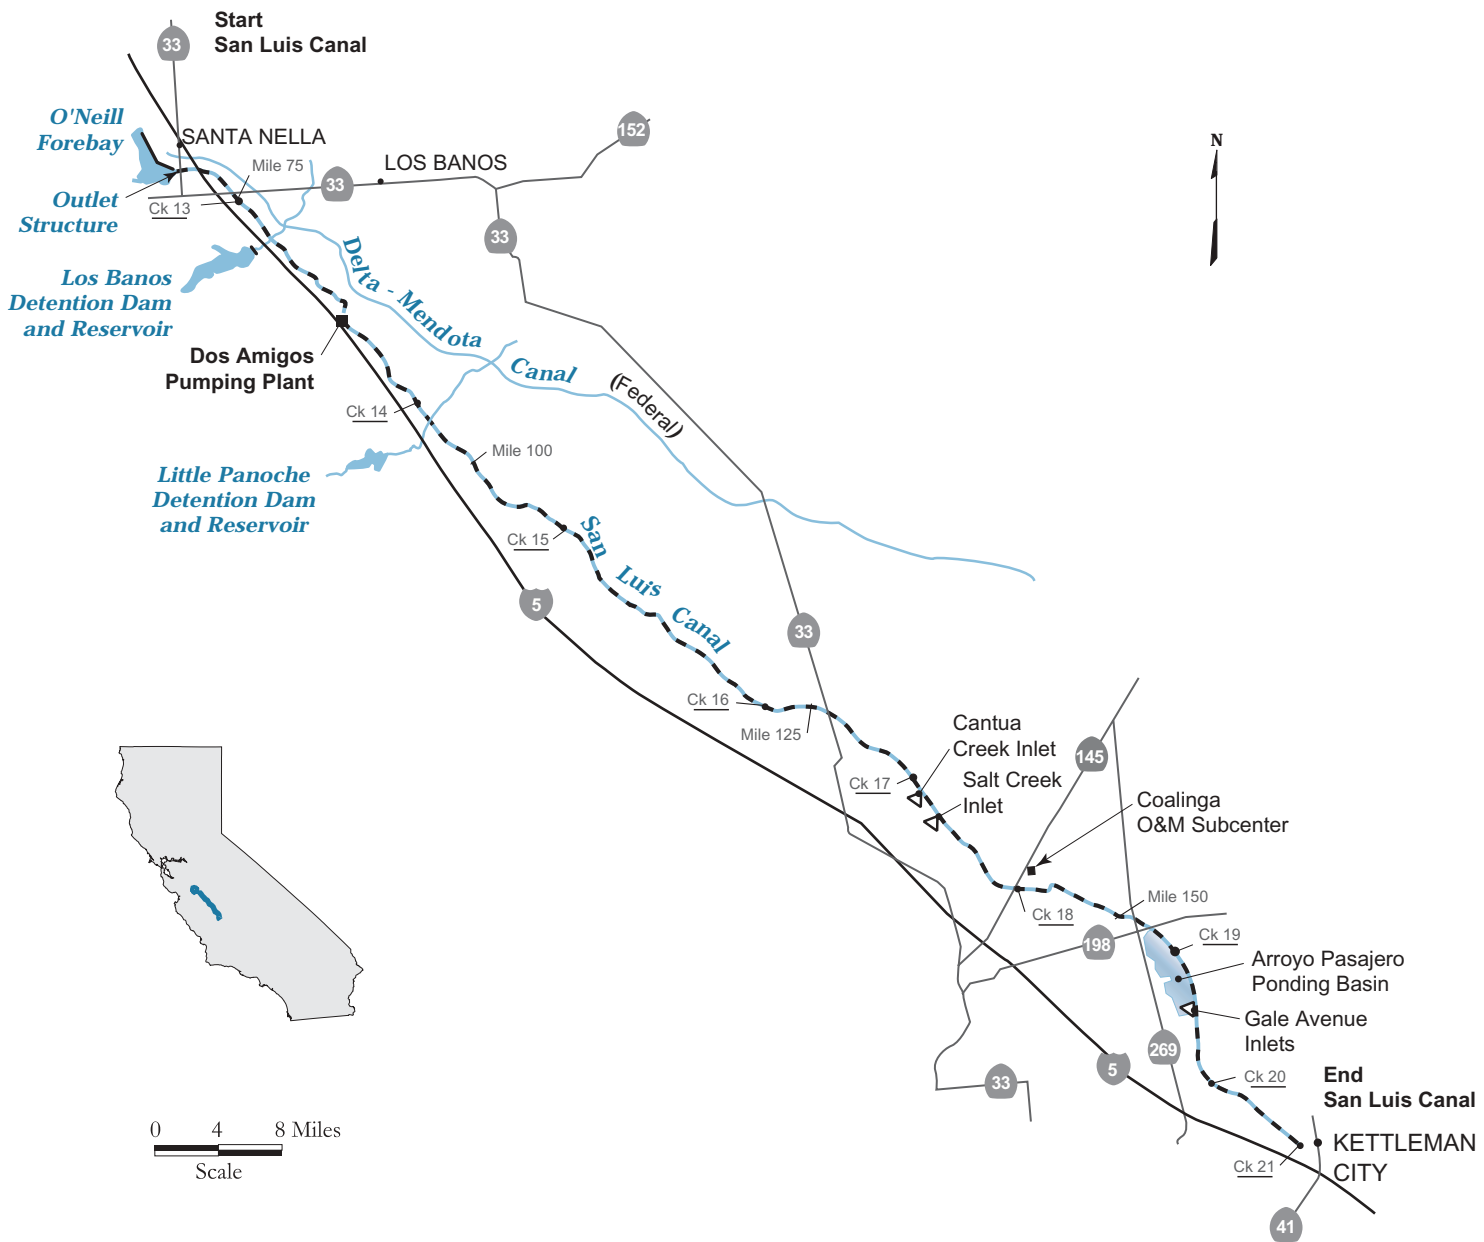 Start
San Luis Canal
33
O'Neill
Forebay
SANTA NELLA
152
N
Mile 75
LOS BANOS
33
Outlet
Structure
Ck 13
33
Los Banos
Detention Dam
and Reservoir
Delta - Mendota
Canal
(Federal)
Dos Amigos
Pumping Plant
Ck 14
Mile 100
Little Panoche
Detention Dam
and Reservoir
Ck 15
San Luis Canal
5
33
Ck 16
Mile 125
Cantua
Creek Inlet
145
Ck 17
Salt Creek
Inlet
Coalinga
O&M Subcenter
Mile 150
Ck 18
Ck 19
198
Arroyo Pasajero
Ponding Basin
Gale Avenue
Inlets
269
5
33
Ck 20
End
San Luis Canal
0 4 8 Miles
Scale
KETTLEMAN
CITY
Ck 21
41